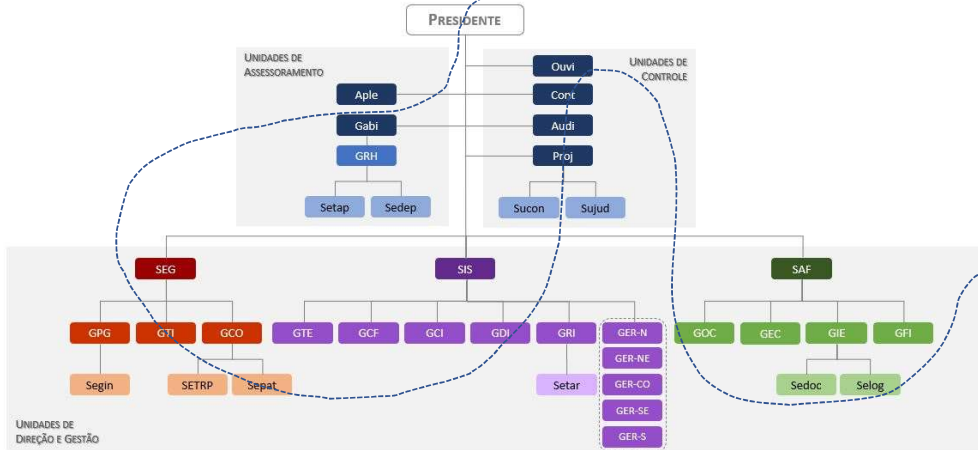 PRESIDENTE
UNIDADES DE
ASSESSORAMENTO
Aple
Gabi
GRH
Setap
Sedep
UNIDADES DE
CONTROLE
Ouvi
Cont
Audi
Proj
Sucon
Sujud
SEG
SIS
SAF
GPG
GTI
GCO
GTE
GCF
GCI
GDI
GRI
GER-N
GOC
GEC
GIE
GFI
GER-NE
Segin
SETRP
Sepat
Setar
GER-CO
Sedoc
Selog
GER-SE
GER-S
UNIDADES DE
DIREÇÃO E GESTÃO